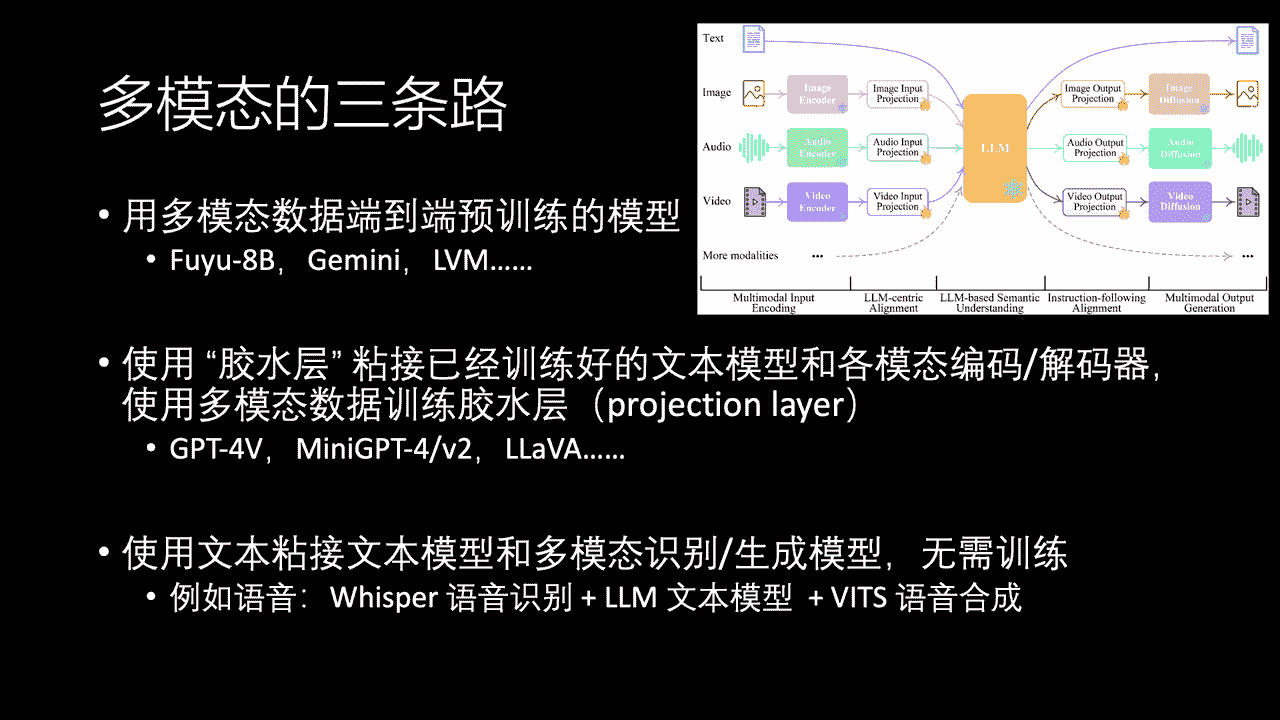 多模态的三条路
• 用多模态数据端到端预训练的模型
• Fuyu-8B， Gemini， LVM……
• 使用 “胶水层” 粘接已经训练好的文本模型和各模态编码/解码器，
使用多模态数据训练胶水层（projection layer）
• GPT-4V， MiniGPT-4/v2， LLaVA……
• 使用文本粘接文本模型和多模态识别/生成模型，无需训练
• 例如语音： Whisper 语音识别 + LLM 文本模型 + VITS 语音合成
Text
Image
Image
Encoder
Image Input
Projection
Image Output
Projection
Image
Diffusion
Audio
Audio
Encoder
Audio Input
Projection
LLM
Audio Output
Projection
Audio
Diffusion
Video
Video
Encoder
Video Input
Projection
Video Output
Projection
Video
Diffusion
More modalities ... ...
Multimodal Input
Encoding
LLM-centric
Alignment
LLM-based Semantic
Understanding
Instruction-following
Alignment
Multimodal Output
Generation